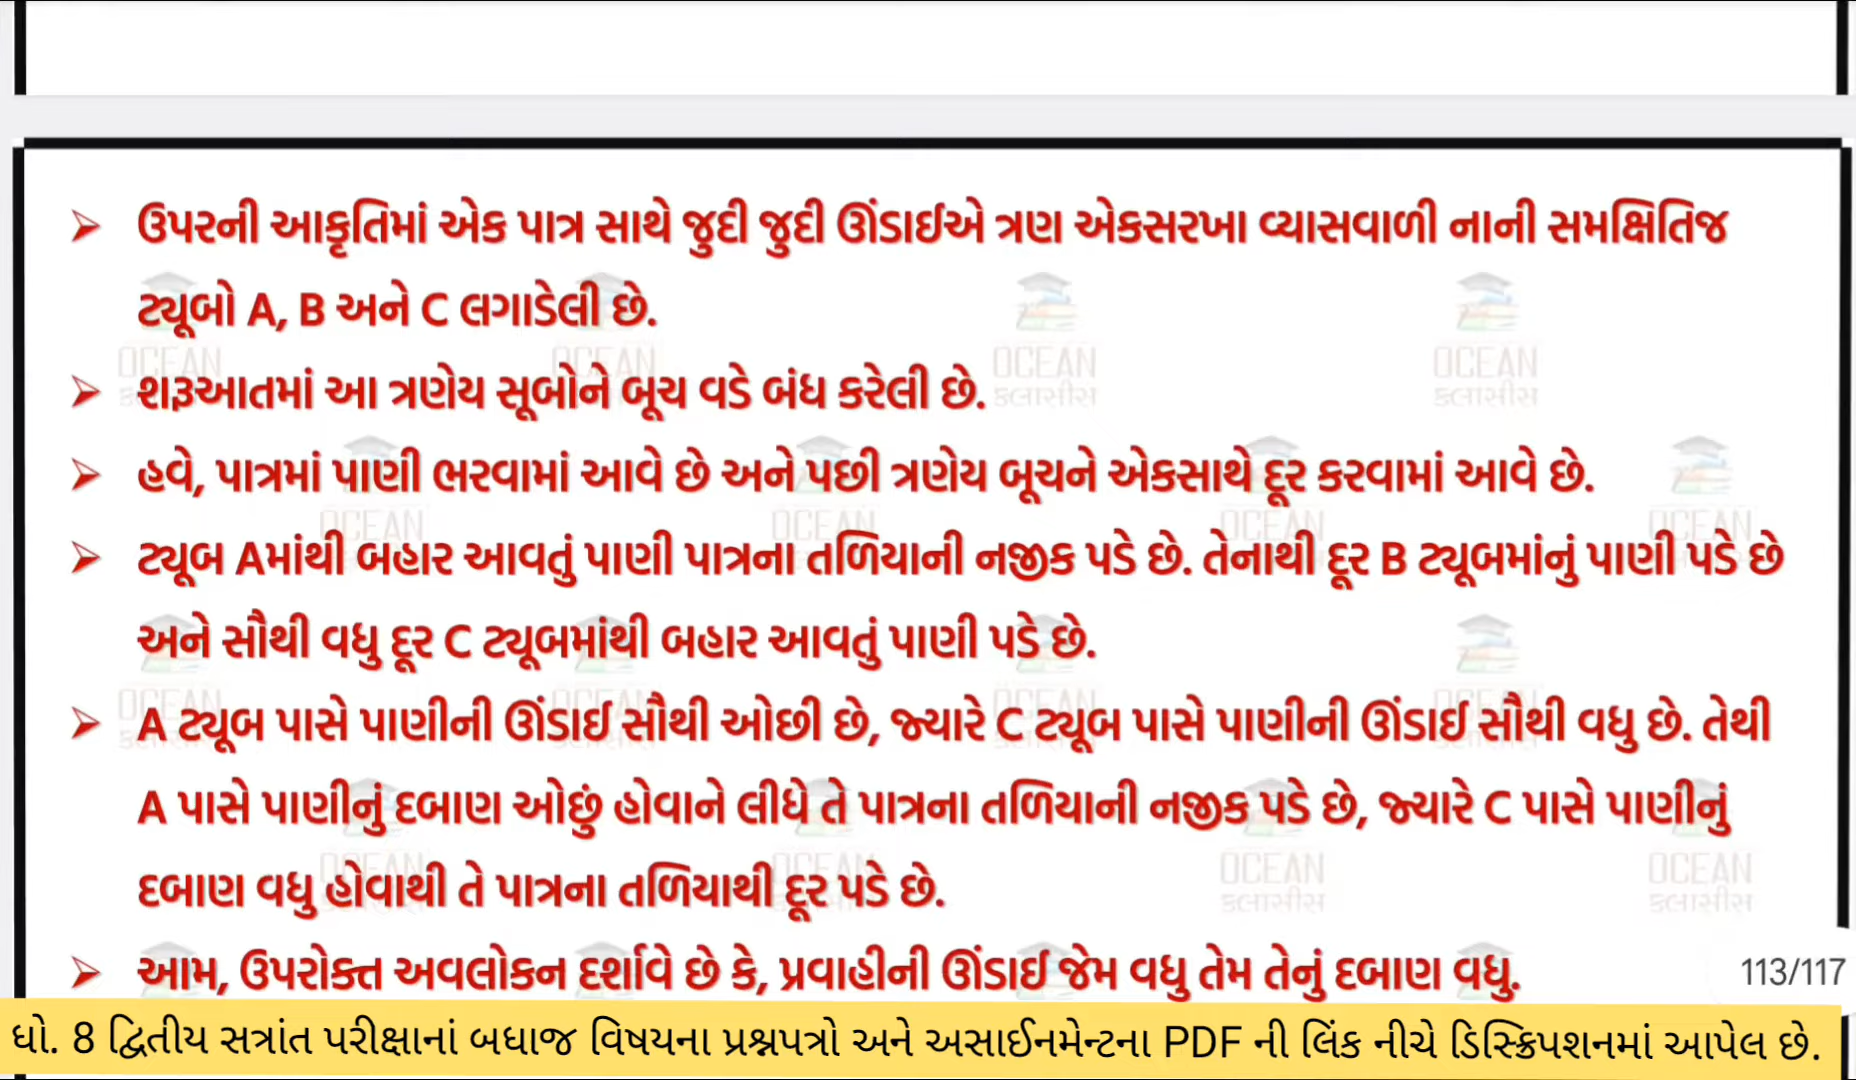 ➢ ઉપરની આકૃતિમાં એક પાત્ર સાથે જુદી જુદી ઊંડાઈએ ત્રણ એકસરખા વ્યાસવાળી નાની સમક્ષિતિજ
ટ્યૂબો A, B અને C લગાડેલી છે.
➢ શરૂઆતમાં આ ત્રણેય સૂબોને બૂચ વડે બંધ કરેલી છે.
➢ હવે, પાત્રમાં પાણી ભરવામાં આવે છે અને પછી ત્રણેય બૂચને એકસાથે દૂર કરવામાં આવે છે.
➢ ટ્યૂબ Aમાંથી બહાર આવતું પાણી પાત્રના તળિયાની નજીક પડે છે. તેનાથી દૂર B ટ્યૂબમાંનું પાણી પડે છે
અને સૌથી વધુ દૂર C ટ્યૂબમાંથી બહાર આવતું પાણી પડે છે.
➢ A ટ્યૂબ પાસે પાણીની ઊંડાઈ સૌથી ઓછી છે, જ્યારે C ટ્યૂબ પાસે પાણીની ઊંડાઈ સૌથી વધુ છે. તેથી
A પાસે પાણીનું દબાણ ઓછું હોવાને લીધે તે પાત્રના તળિયાની નજીક પડે છે, જ્યારે C પાસે પાણીનું
દબાણ વધુ હોવાથી તે પાત્રના તળિયાથી દૂર પડે છે.
➢ આમ, ઉપરોક્ત અવલોકન દર્શાવે છે કે, પ્રવાહીની ઊંડાઈ જેમ વધુ તેમ તેનું દબાણ વધુ.
113/117
ધો. 8 દ્વિતીય સત્રાંત પરીક્ષાનાં બધાજ વિષયના પ્રશ્નપત્રો અને અસાઈનમેન્ટના PDF ની લિંક નીચે ડિસ્ક્રિપશનમાં આપેલ છે.
OCEAN
કલાસીસ